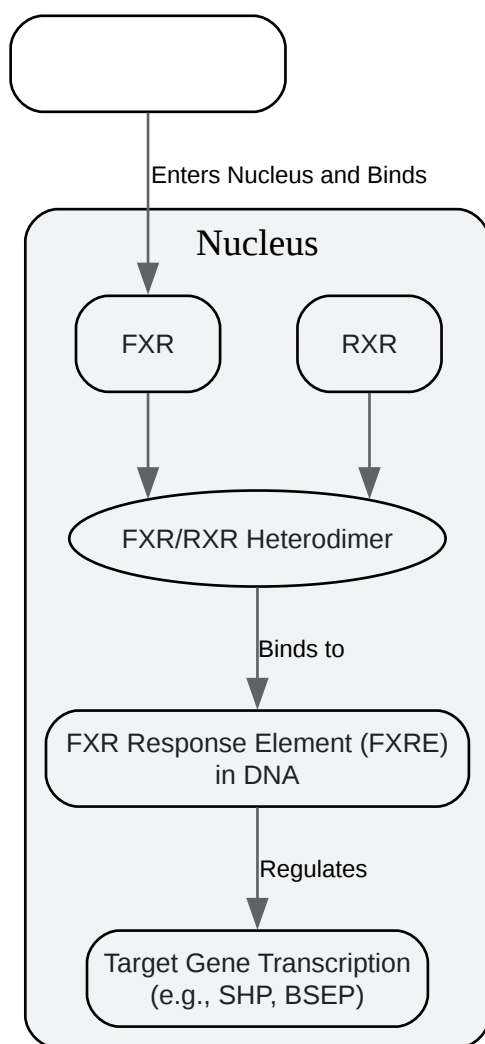 Enters Nucleus and Binds
Nucleus
FXR
RXR
FXR/RXR Heterodimer
Binds to
FXR Response Element (FXRE)
in DNA
Regulates
Target Gene Transcription
(e.g., SHP, BSEP)